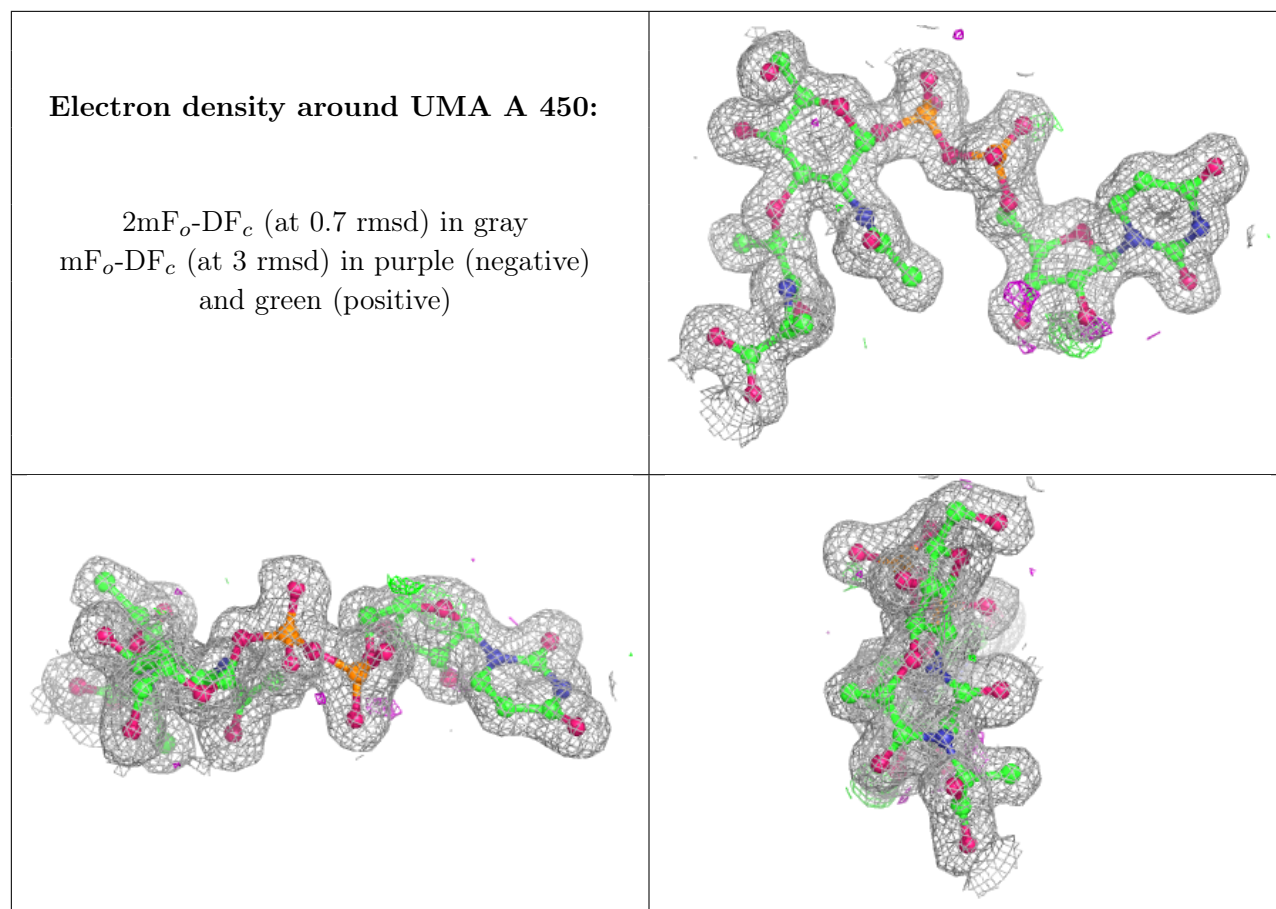 Electron density around UMA A 450:
2mFo-DFc (at 0.7 rmsd) in gray
mFo-DFc (at 3 rmsd) in purple (negative)
and green (positive)